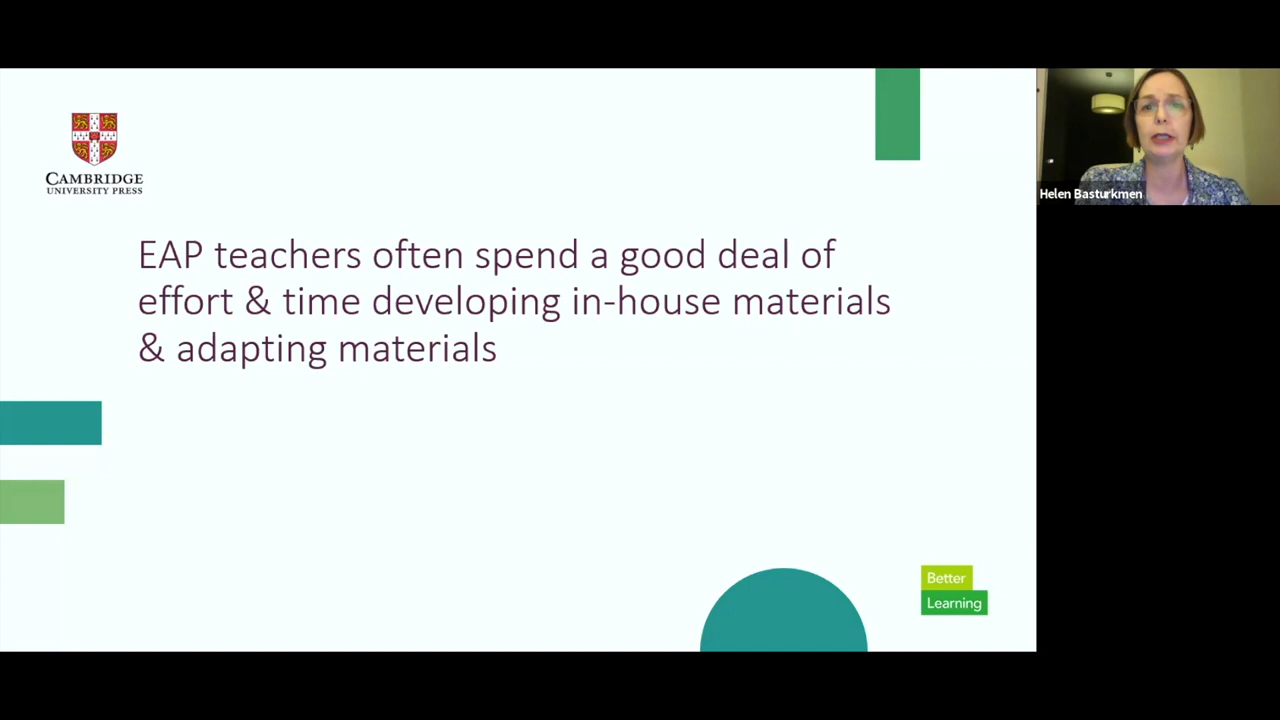 CAMBRIDGE
UNIVERSITY PRESS
EAP teachers often spend a good deal of
effort & time developing in-house materials
& adapting materials
Better
Learning
Helen Basturkmen